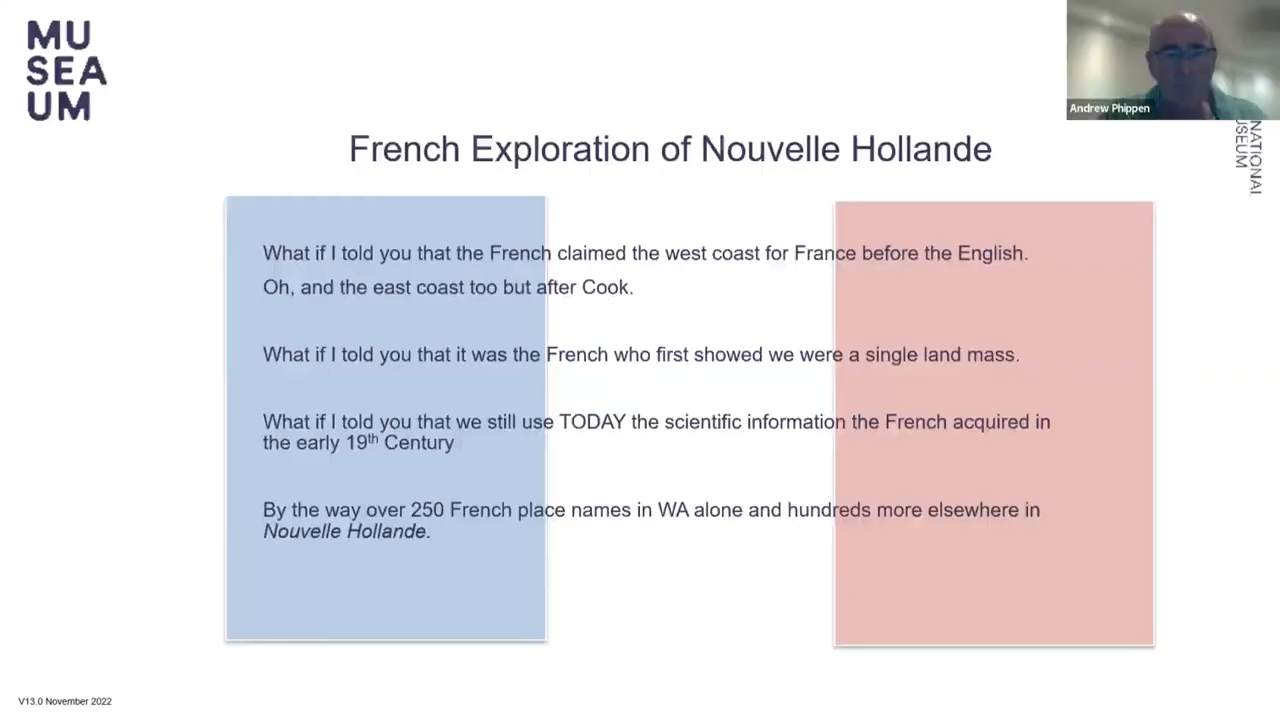 MU
SEA
UM
Andrew Phippen
NATIONAL
French Exploration of Nouvelle Hollande
What if I told you that the French claimed the west coast for France before the English.
Oh, and the east coast too but after Cook.
What if I told you that it was the French who first showed we were a single land mass.
What if I told you that we still use TODAY the scientific information the French acquired in
the early 19th Century
By the way over 250 French place names in WA alone and hundreds more elsewhere in
Nouvelle Hollande.
V13.0 November 2022